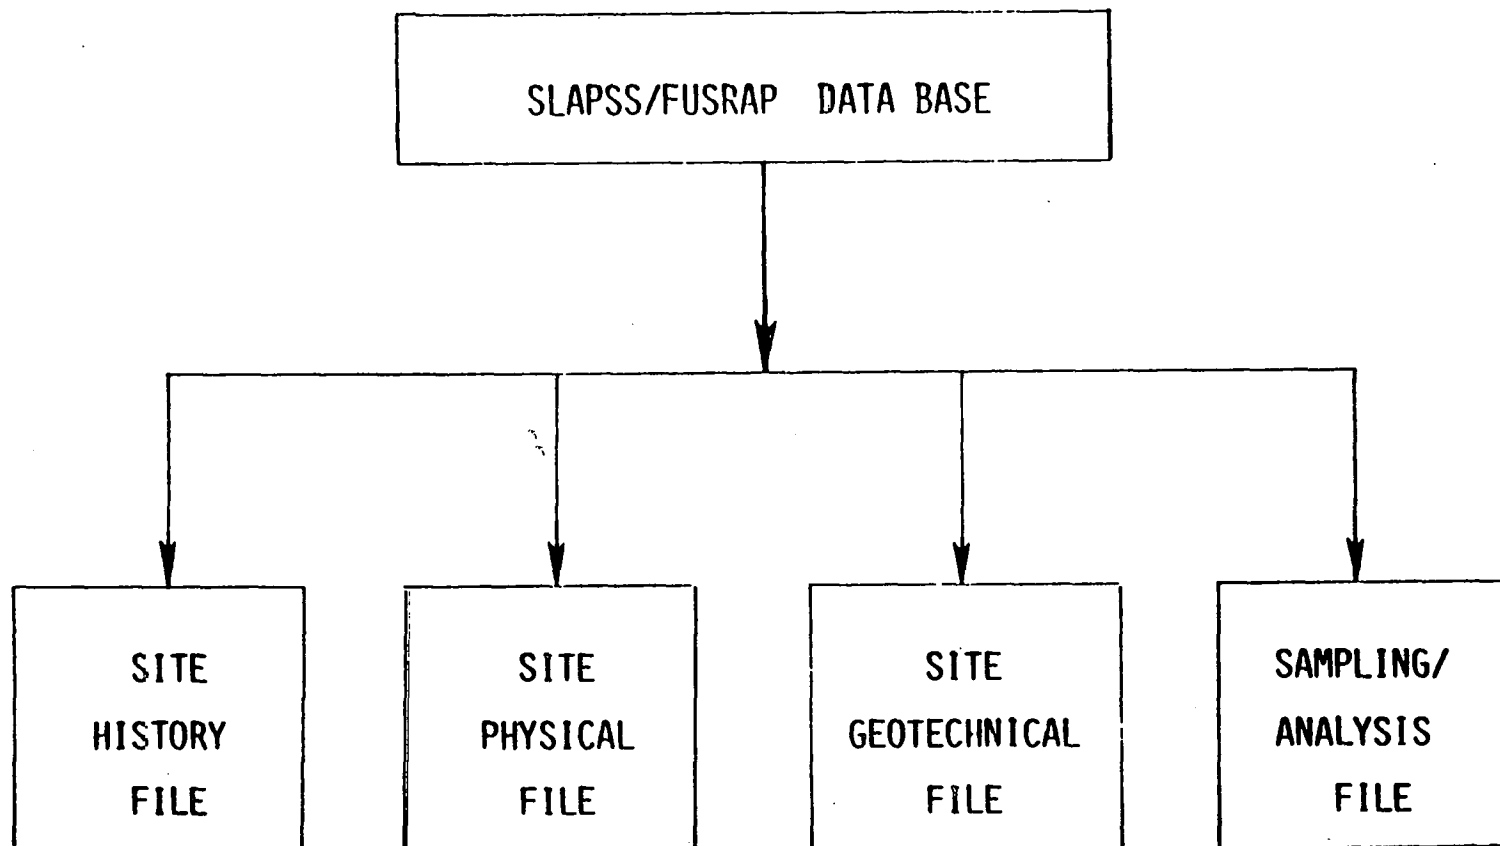 SLAPSS/FUSRAP DATA BASE
SITE
HISTORY
FILE
SITE
PHYSICAL
FILE
SITE
GEOTECHNICAL
FILE
SAMPLING/
ANALYSIS
FILE